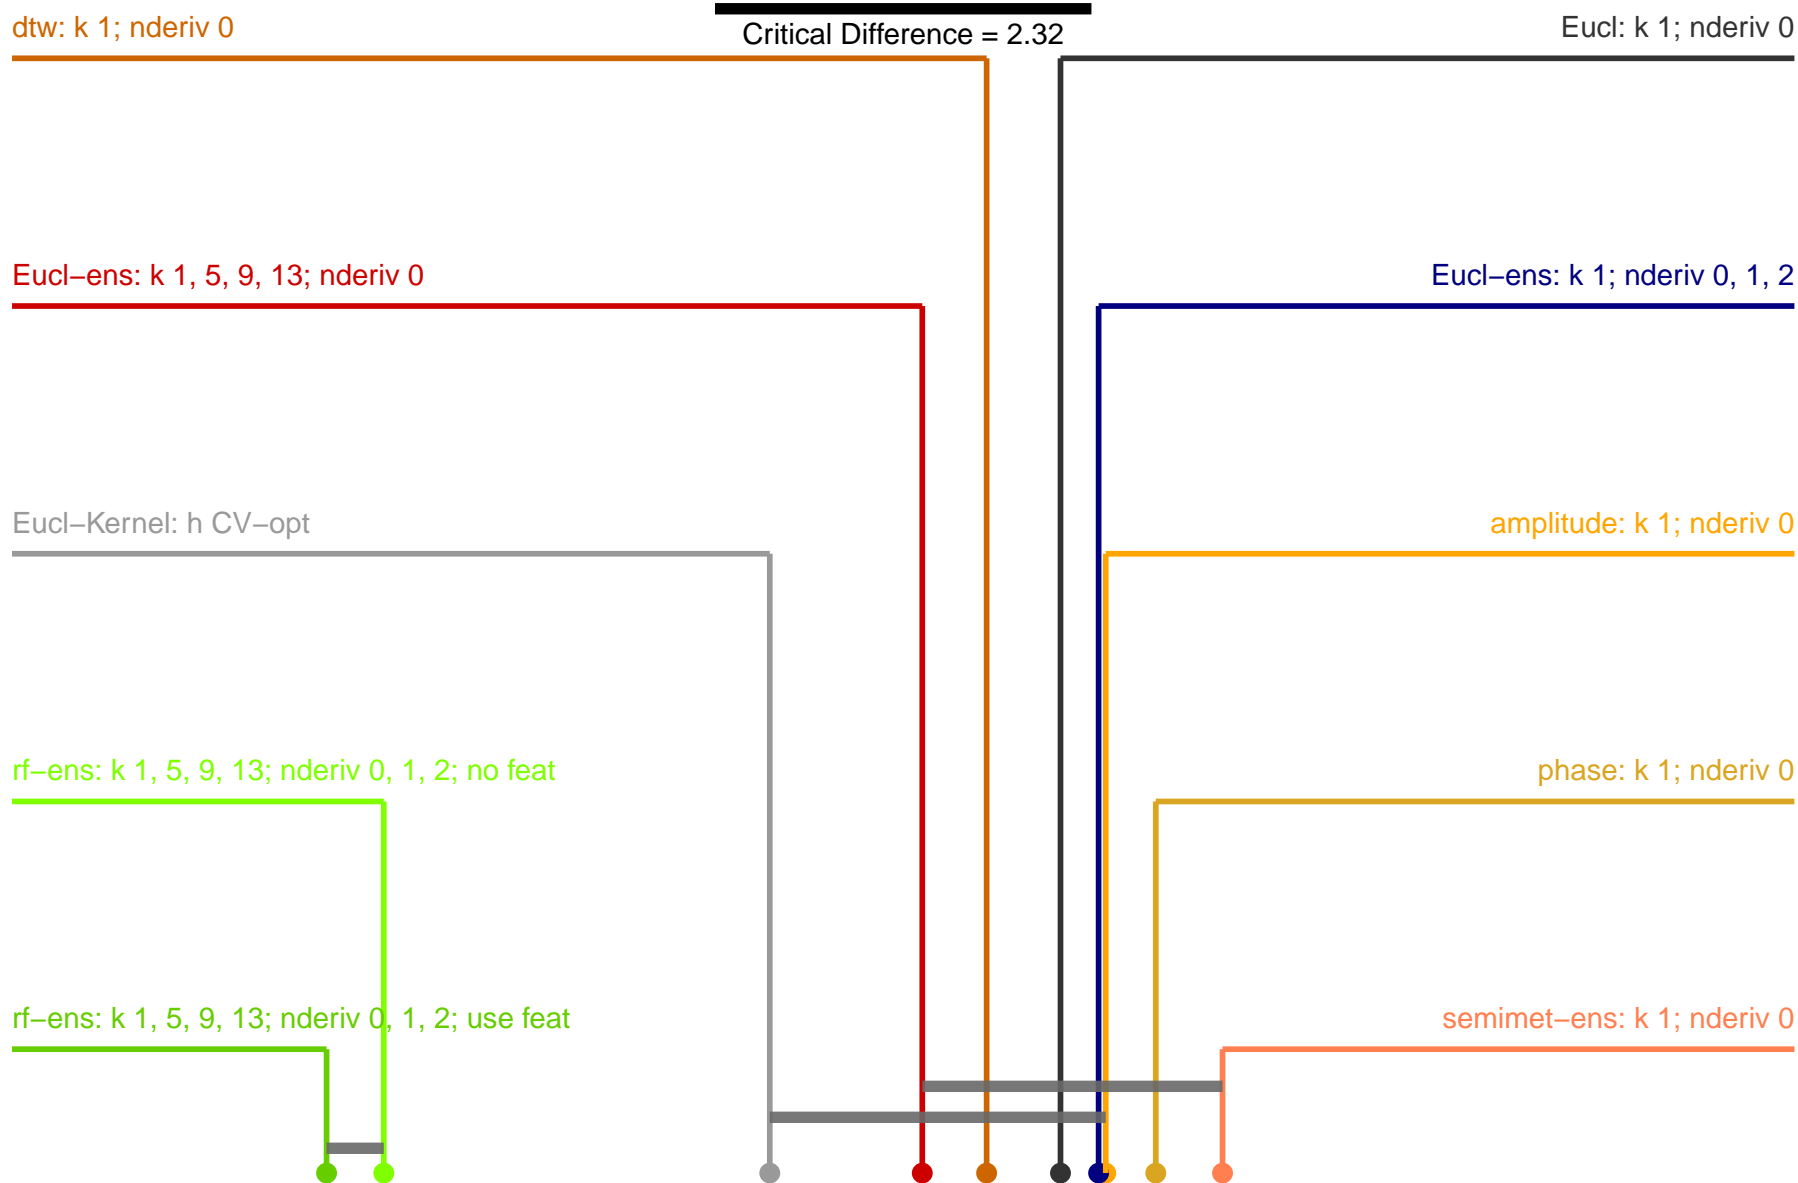 dtw: k 1; nderiv 0
Critical Difference = 2.32
Eucl: k 1; nderiv 0
Eucl−ens: k 1, 5, 9, 13; nderiv 0
Eucl−ens: k 1; nderiv 0, 1, 2
Eucl−Kernel: h CV−opt
amplitude: k 1; nderiv 0
rf−ens: k 1, 5, 9, 13; nderiv 0, 1, 2; no feat
phase: k 1; nderiv 0
rf−ens: k 1, 5, 9, 13; nderiv 0, 1, 2; use feat
semimet−ens: k 1; nderiv 0